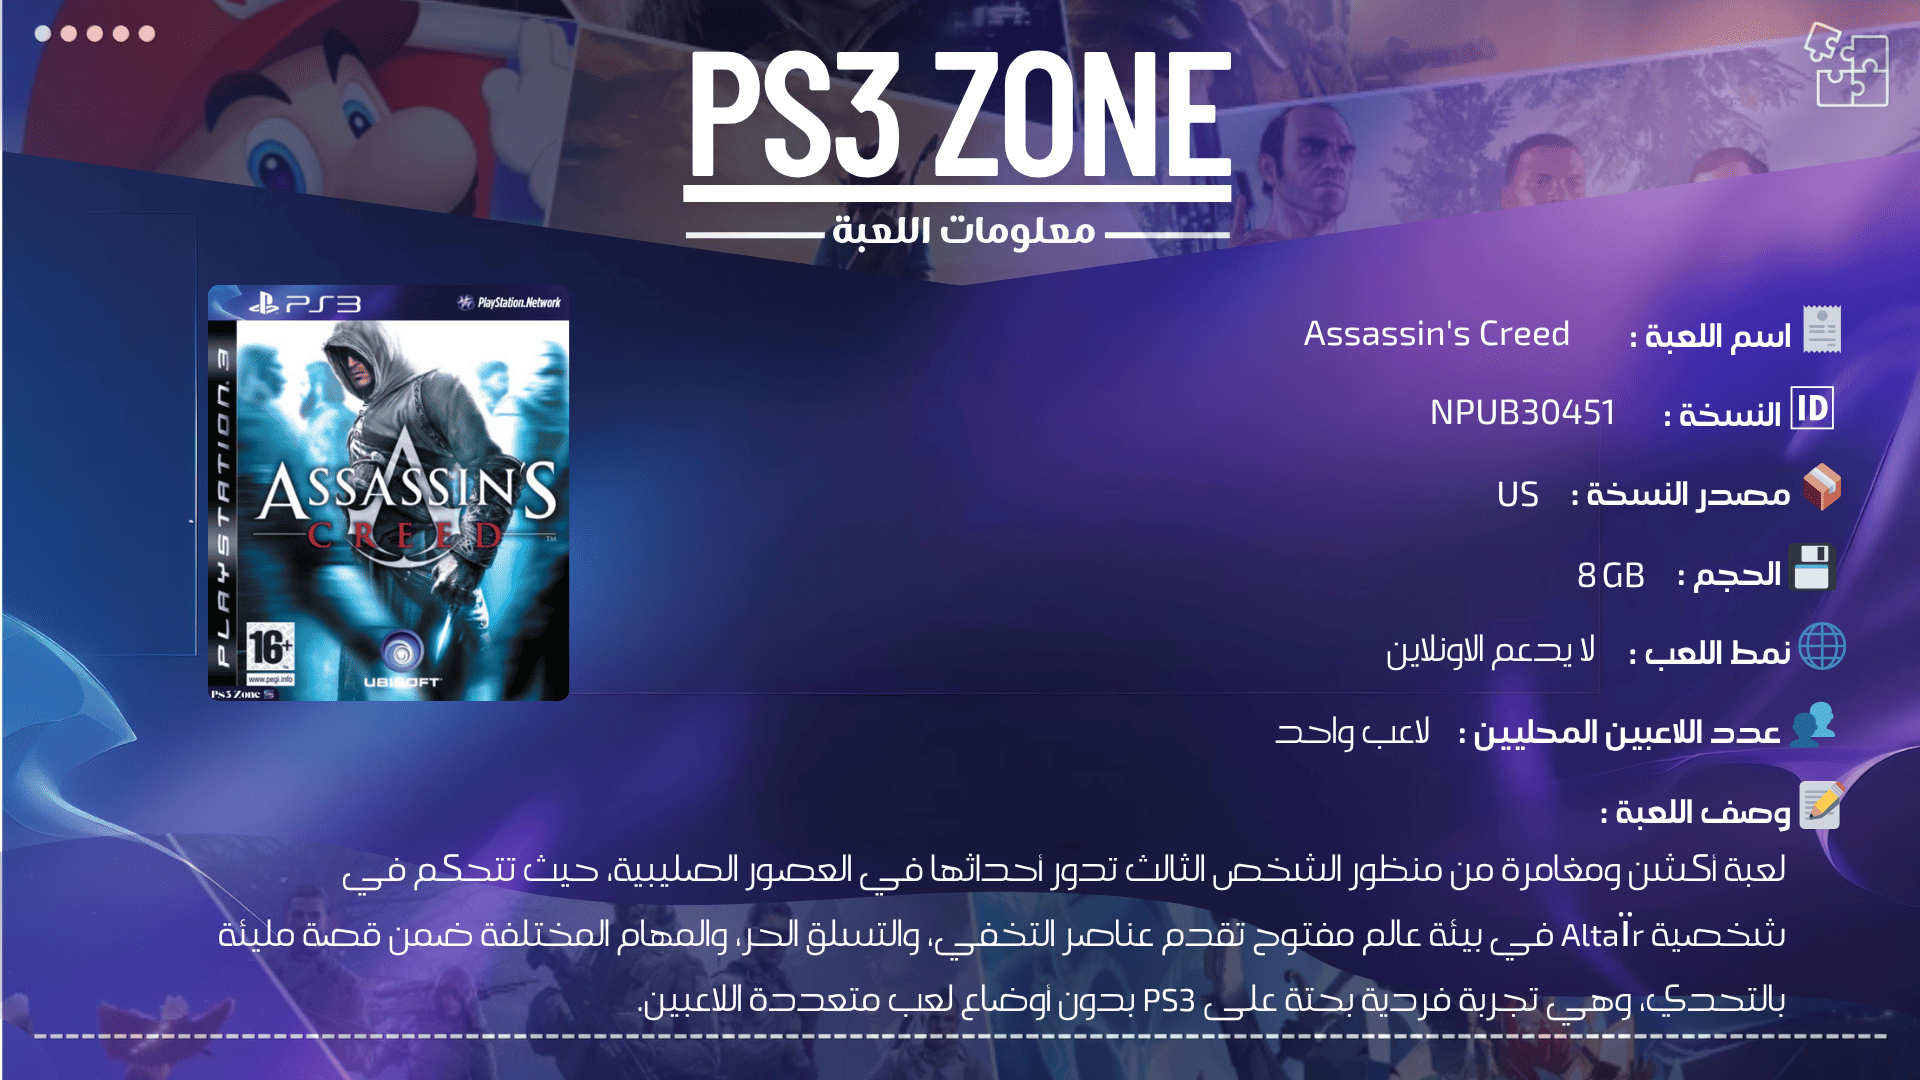 PS3 ZONE
معلومات اللعبة
PS3 PlayStation.Network
PLAYSTATION.3
ASSASSIN'S
CREED
TM
16+
www.pegi.info
UBISOFT
Ps3 Zone
اسم اللعبة : Assassin's Creed
ID النسخة : NPUB30451
مصدر النسخة : US
الحجم : 8 GB
نمط اللعب : لا يدعم الاونلاين
عدد اللاعبين المحليين : لاعب واحد
وصف اللعبة :
لعبة أكشن ومغامرة من منظور الشخص الثالث تدور أحداثها في العصور الصليبية، حيث تتحكم في
شخصية Altaïr في بيئة عالم مفتوح تقدم عناصر التخفي، والتسلق الحر، والمهام المختلفة ضمن قصة مليئة
بالتحدي، وهي تجربة فردية بحتة على PS3 بدون أوضاع لعب متعددة اللاعبين.